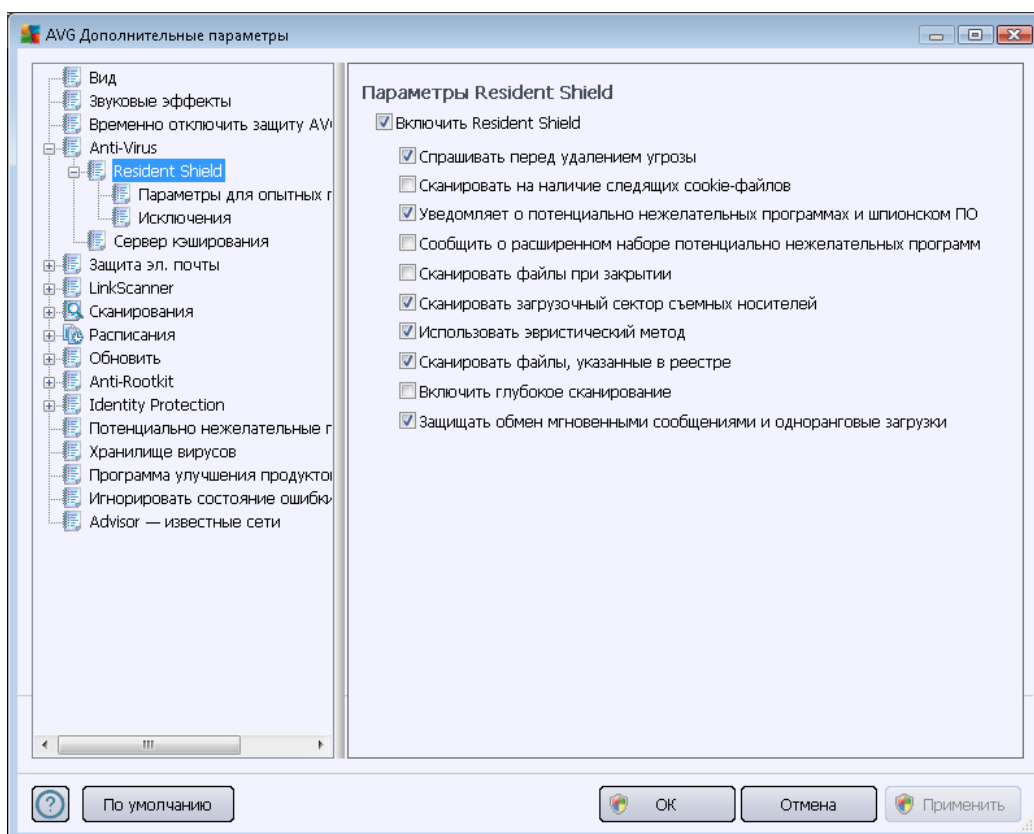 AVG Дополнительные параметры
Вид
Звуковые эффекты
Временно отключить защиту AV
Anti-Virus
Resident Shield
Параметры для опытных п
Исключения
Сервер кэширования
Защита эл. почты
LinkScanner
Сканирования
Расписания
Обновить
Anti-Rootkit
Identity Protection
Потенциально нежелательные п
Хранилище вирусов
Программа улучшения продуктов
Игнорировать состояние ошибки
Advisor — известные сети
Параметры Resident Shield
Включить Resident Shield
Спрашивать перед удалением угрозы
Сканировать на наличие следящих cookie-файлов
Уведомляет о потенциально нежелательных программах и шпионском ПО
Сообщить о расширенном наборе потенциально нежелательных программ
Сканировать файлы при закрытии
Сканировать загрузочный сектор съемных носителей
Использовать эвристический метод
Сканировать файлы, указанные в реестре
Включить глубокое сканирование
Защищать обмен мгновенными сообщениями и одноранговые загрузки
По умолчанию
ОК
Отмена
Применить